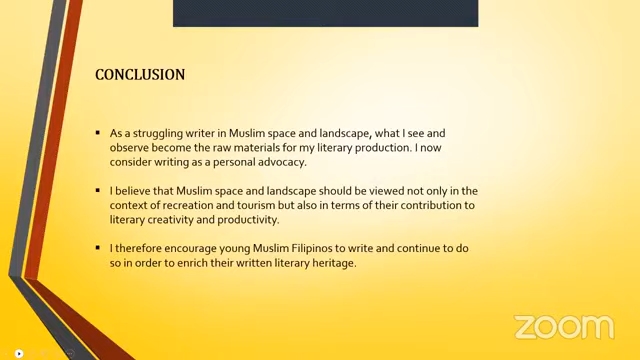 CONCLUSION
▪ As a struggling writer in Muslim space and landscape, what I see and
observe become the raw materials for my literary production. I now
consider writing as a personal advocacy.
▪ I believe that Muslim space and landscape should be viewed not only in the
context of recreation and tourism but also in terms of their contribution to
literary creativity and productivity.
▪ I therefore encourage young Muslim Filipinos to write and continue to do
so in order to enrich their written literary heritage.
zoom